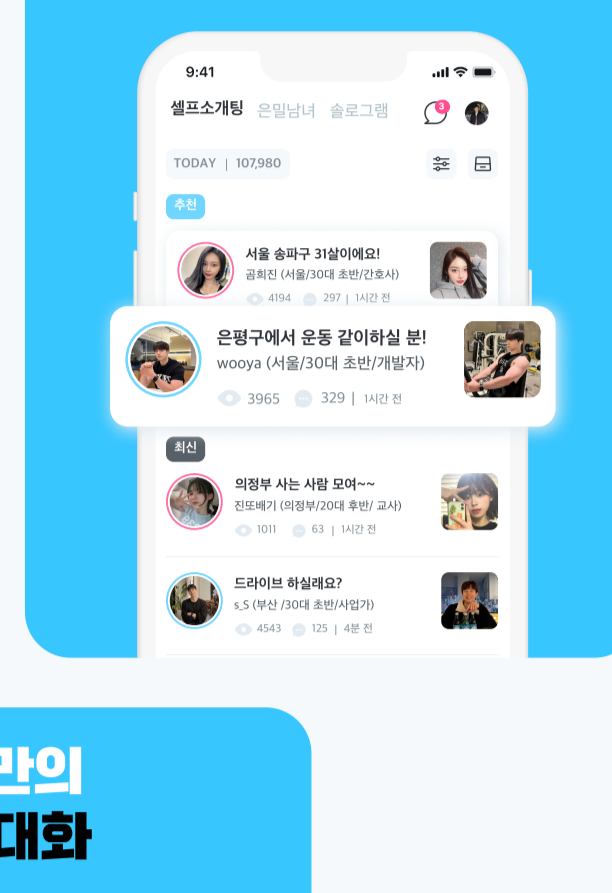 9:41
셀프소개팅 은밀남녀 솔로그램 3
TODAY | 107,980
추천
서울 송파구 31살이에요!
곰희진 (서울/30대 초반/간호사)
4194 297 | 1시간 전
은평구에서 운동 같이하실 분!
wooya (서울/30대 초반/개발자)
3965 329 | 1시간 전
최신
의정부 사는 사람 모여~~
진또배기 (의정부/20대 후반/ 교사)
1011 63 | 1시간 전
드라이브 하실래요?
s_S (부산 /30대 초반/사업가)
4543 125 | 4분 전
만의
대화